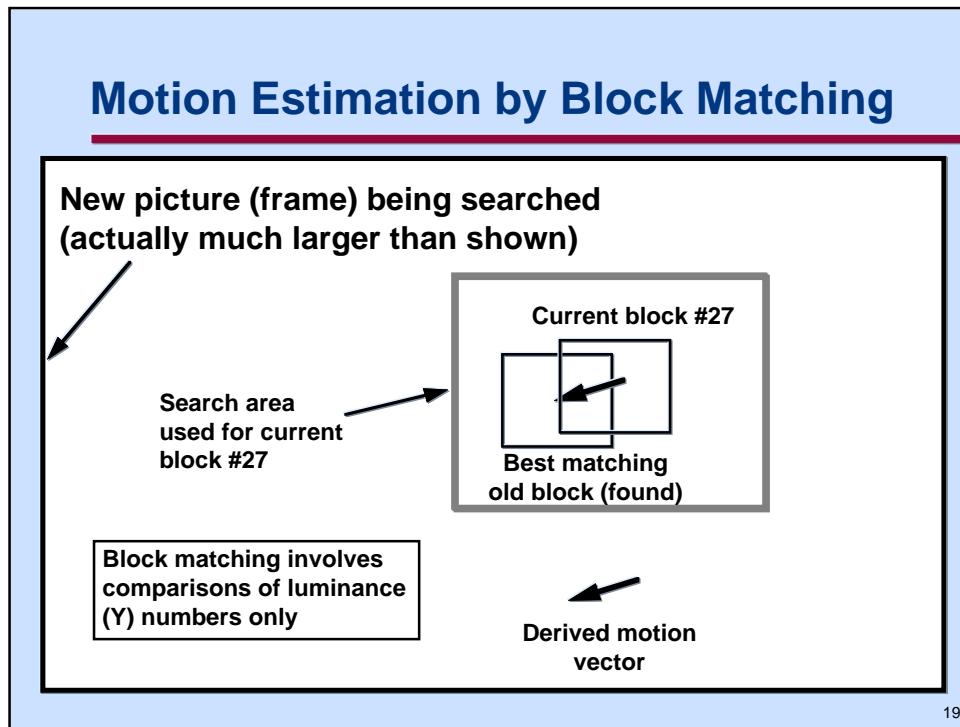 Motion Estimation by Block Matching
New picture (frame) being searched
(actually much larger than shown)
Current block #27
Search area
used for current
block #27
Best matching
old block (found)
Block matching involves
comparisons of luminance
(Y) numbers only
Derived motion
vector
19